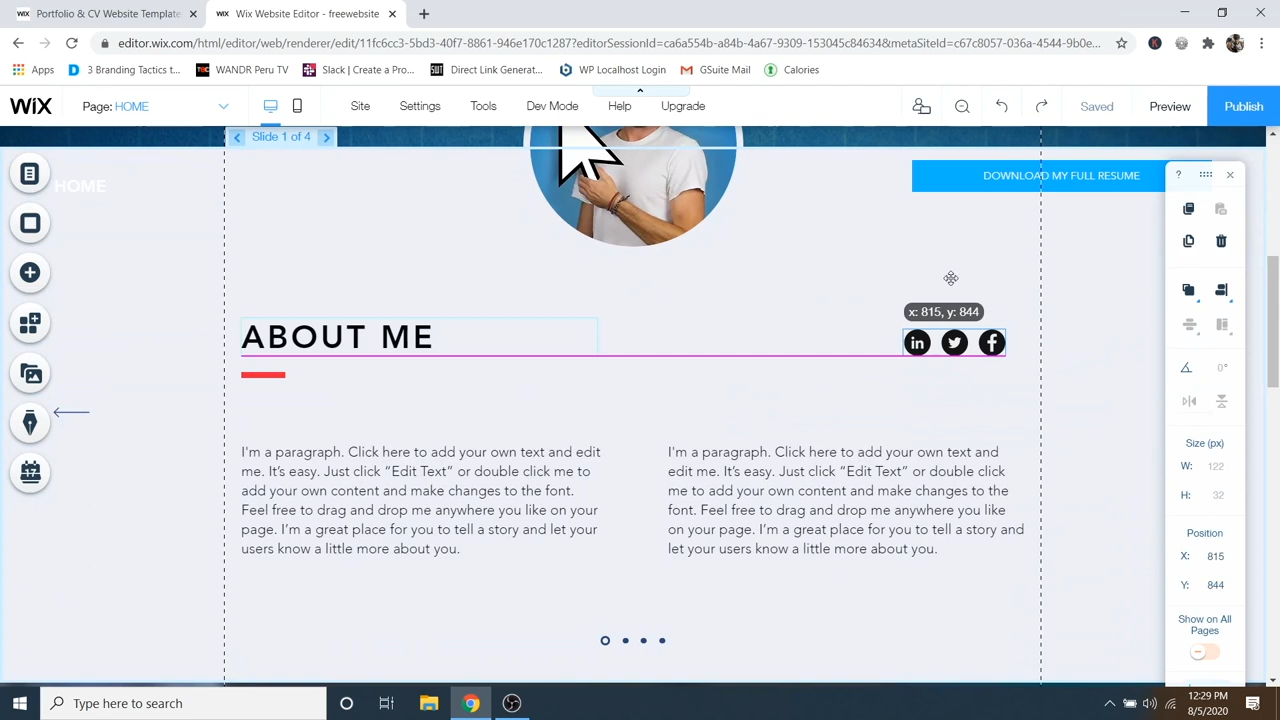 Portfolio & CV Website Template
Wix Website Editor - freewebsite
editor.wix.com/html/editor/web/renderer/edit/11fc6cc3-5bd3-40f7-8861-946e170c1287?editorSessionId=ca6a554b-a84b-4a67-9309-153045c84634&metaSiteId=c67c8057-036a-4544-9b0e...
Apps
3 Branding Tactics t...
WANDR Peru TV
Slack | Create a Pro...
Direct Link Generat...
WP Localhost Login
GSuite Mail
Calories
WiX
Page: HOME
Site
Settings
Tools
Dev Mode
Help
Upgrade
Saved
Preview
Publish
Slide 1 of 4
HOME
DOWNLOAD MY FULL RESUME
x: 815, y: 844
ABOUT ME
in
f
0°
I'm a paragraph. Click here to add your own text and edit
me. It's easy. Just click “Edit Text” or double click me to
add your own content and make changes to the font.
Feel free to drag and drop me anywhere you like on your
page. I'm a great place for you to tell a story and let your
users know a little more about you.
I'm a paragraph. Click here to add your own text and
edit me. It's easy. Just click “Edit Text” or double click
me to add your own content and make changes to the
font. Feel free to drag and drop me anywhere you like
on your page. I'm a great place for you to tell a story and
let your users know a little more about you.
Size (px)
W: 122
H: 32
Position
X: 815
Y: 844
Show on All
Pages
17
Type here to search
12:29 PM
8/5/2020